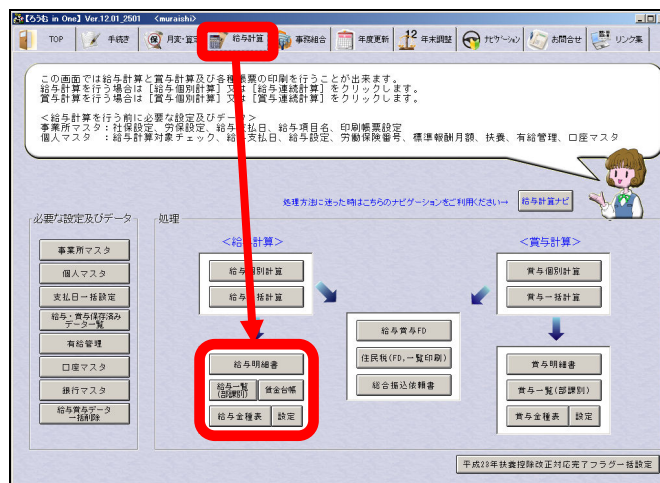 【ろうむ in One】 Ver.12.01_2501 <muraishi>
TOP
手続き
月変・算定
給与計算
事務組合
年度更新
年末調整
ナビゲーション
お問合せ
リンク集
この画面では給与計算と賞与計算及び各種帳票の印刷を行うことが出来ます。
給与計算を行う場合は [給与個別計算] 又は [給与連続計算] をクリックします。
賞与計算を行う場合は [賞与個別計算] 又は [賞与連続計算] をクリックします。
<給与計算を行う前に必要な設定及びデータ>
事業所マスタ:社保設定、労保設定、給与支払日、給与項目名、印刷帳票設定
個人マスタ :給与計算対象チェック、給与支払日、給与設定、労働保険番号、標準報酬月額、扶養、有給管理、口座マスタ
処理方法に迷った時はこちらのナビゲーションをご利用ください→
給与計算ナビ
必要な設定及びデータ
事業所マスタ
個人マスタ
支払日一括設定
給与・賞与保存済み
データ一覧
有給管理
口座マスタ
銀行マスタ
給与賞与データ
一括削除
処理
<給与計算>
給与個別計算
給与一括計算
給与明細書
給与一覧
(部課別)
賃金台帳
給与金種表
設定
給与賞与FD
住民税(FD,一覧印刷)
総合振込依頼書
<賞与計算>
賞与個別計算
賞与一括計算
賞与明細書
賞与一覧(部課別)
賞与金種表
設定
平成23年扶養控除改正対応完了フラグ一括設定